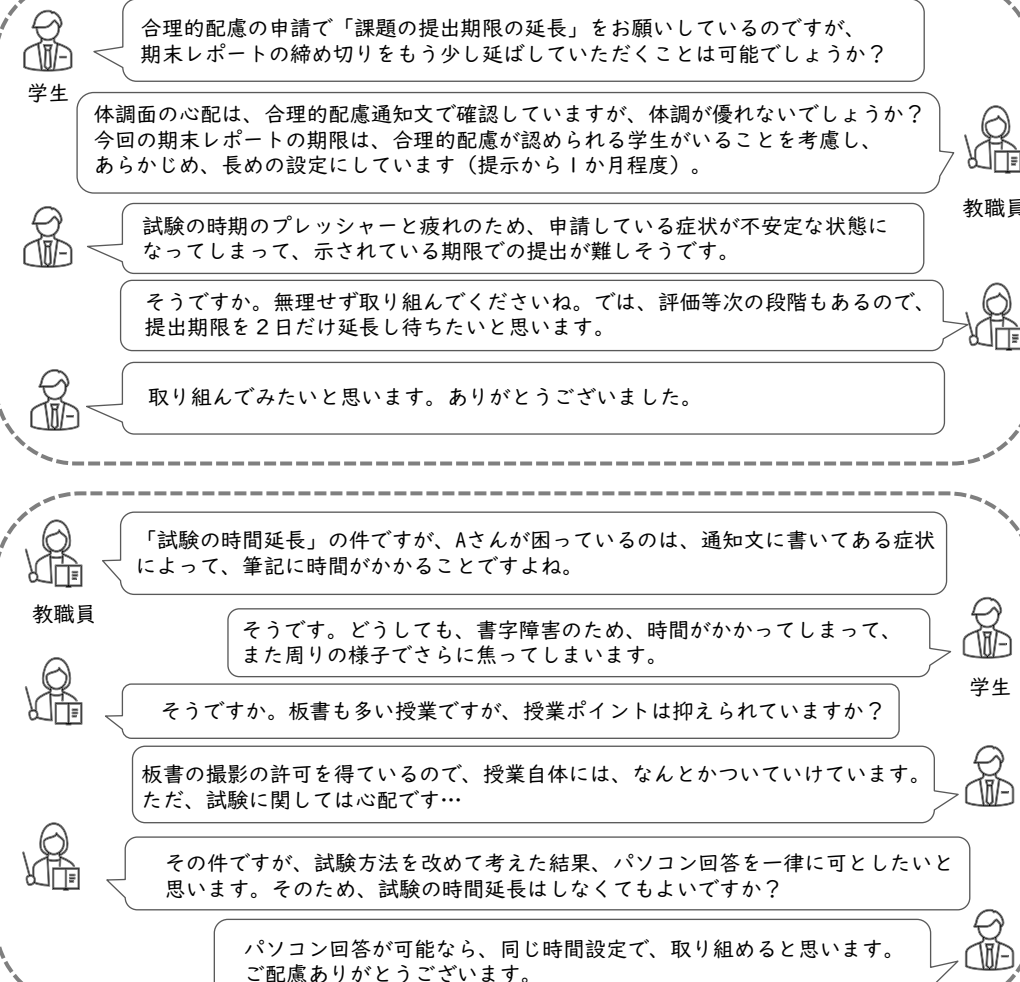 合理的配慮の申請で「課題の提出期限の延長」をお願いしているのですが、
期末レポートの締め切りをもう少し延ばしていただくことは可能でしょうか？
学生
体調面の心配は、合理的配慮通知文で確認していますが、体調が優れないでしょうか？
今回の期末レポートの期限は、合理的配慮が認められる学生がいることを考慮し、
あらかじめ、長めの設定にしています（提示から１か月程度）。
教職員
試験の時期のプレッシャーと疲れのため、申請している症状が不安定な状態に
なってしまって、示されている期限での提出が難しそうです。
そうですか。無理せず取り組んでくださいね。では、評価等次の段階もあるので、
提出期限を２日だけ延長し待ちたいと思います。
取り組んでみたいと思います。ありがとうございました。
「試験の時間延長」の件ですが、Aさんが困っているのは、通知文に書いてある症状
によって、筆記に時間がかかることですよね。
教職員
そうです。どうしても、書字障害のため、時間がかかってしまって、
また周りの様子でさらに焦ってしまいます。
学生
そうですか。板書も多い授業ですが、授業ポイントは抑えられていますか？
板書の撮影の許可を得ているので、授業自体には、なんとかついていけています。
ただ、試験に関しては心配です…
その件ですが、試験方法を改めて考えた結果、パソコン回答を一律に可としたいと
思います。そのため、試験の時間延長はしなくてもよいですか？
パソコン回答が可能なら、同じ時間設定で、取り組めると思います。
ご配慮ありがとうございます。